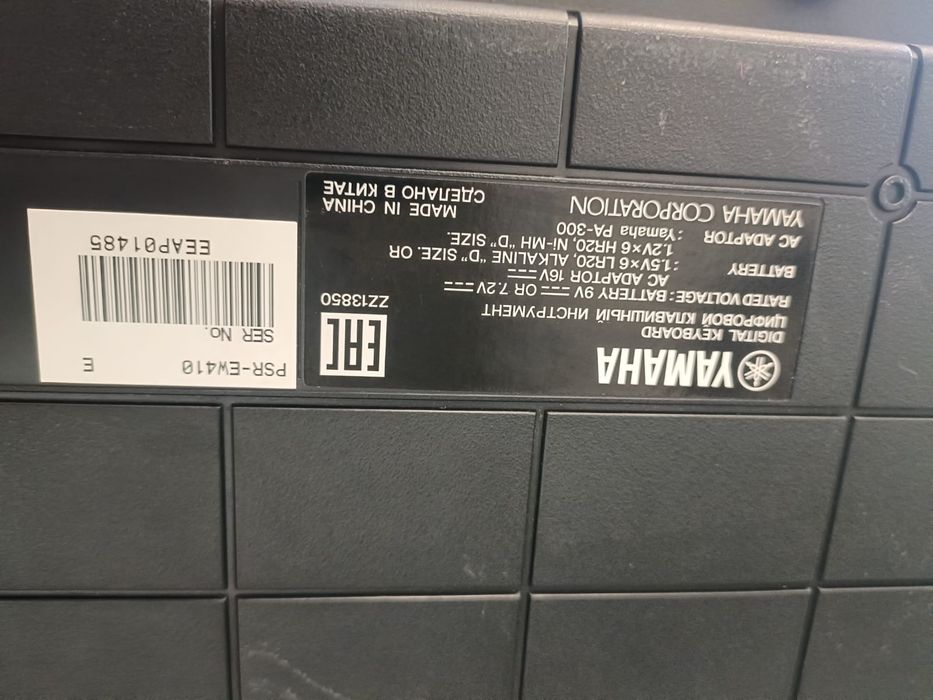 YAMAHA
DIGITAL KEYBOARD
ЦИФРОВОЙ КЛАВИШНЫЙ ИНСТРУМЕНТ
RATED VOLTAGE: BATTERY 9V OR 7.2V
AC ADAPTOR 16V
BATTERY : 1.5V×6 LR20, ALKALINE "D" SIZE. OR
1.2V×6 HR20, Ni-MH "D" SIZE.
AC ADAPTOR : Yamaha PA-300
YAMAHA CORPORATION
MADE IN CHINA
СДЕЛАНО В КИТАЕ
EAC
ZZ13850
PSR-EW410 E
SER No.
EEAP01485